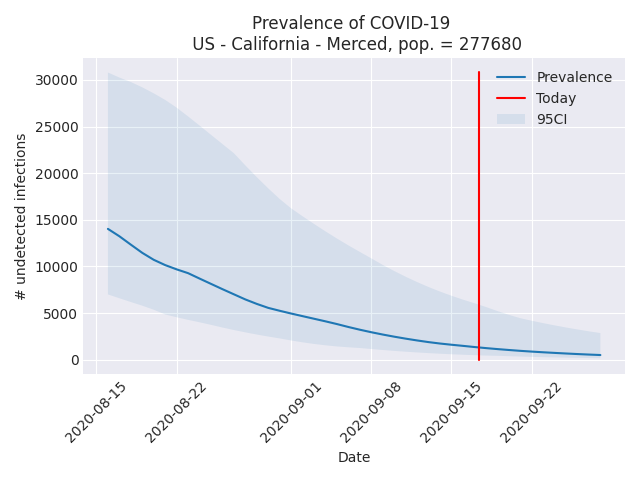 Prevalence of COVID-19
US - California - Merced, pop. = 277680
Prevalence
Today
95CI
30000
25000
20000
15000
10000
5000
0
# undetected infections
2020-08-15
2020-08-22
2020-09-01
2020-09-08
2020-09-15
2020-09-22
Date